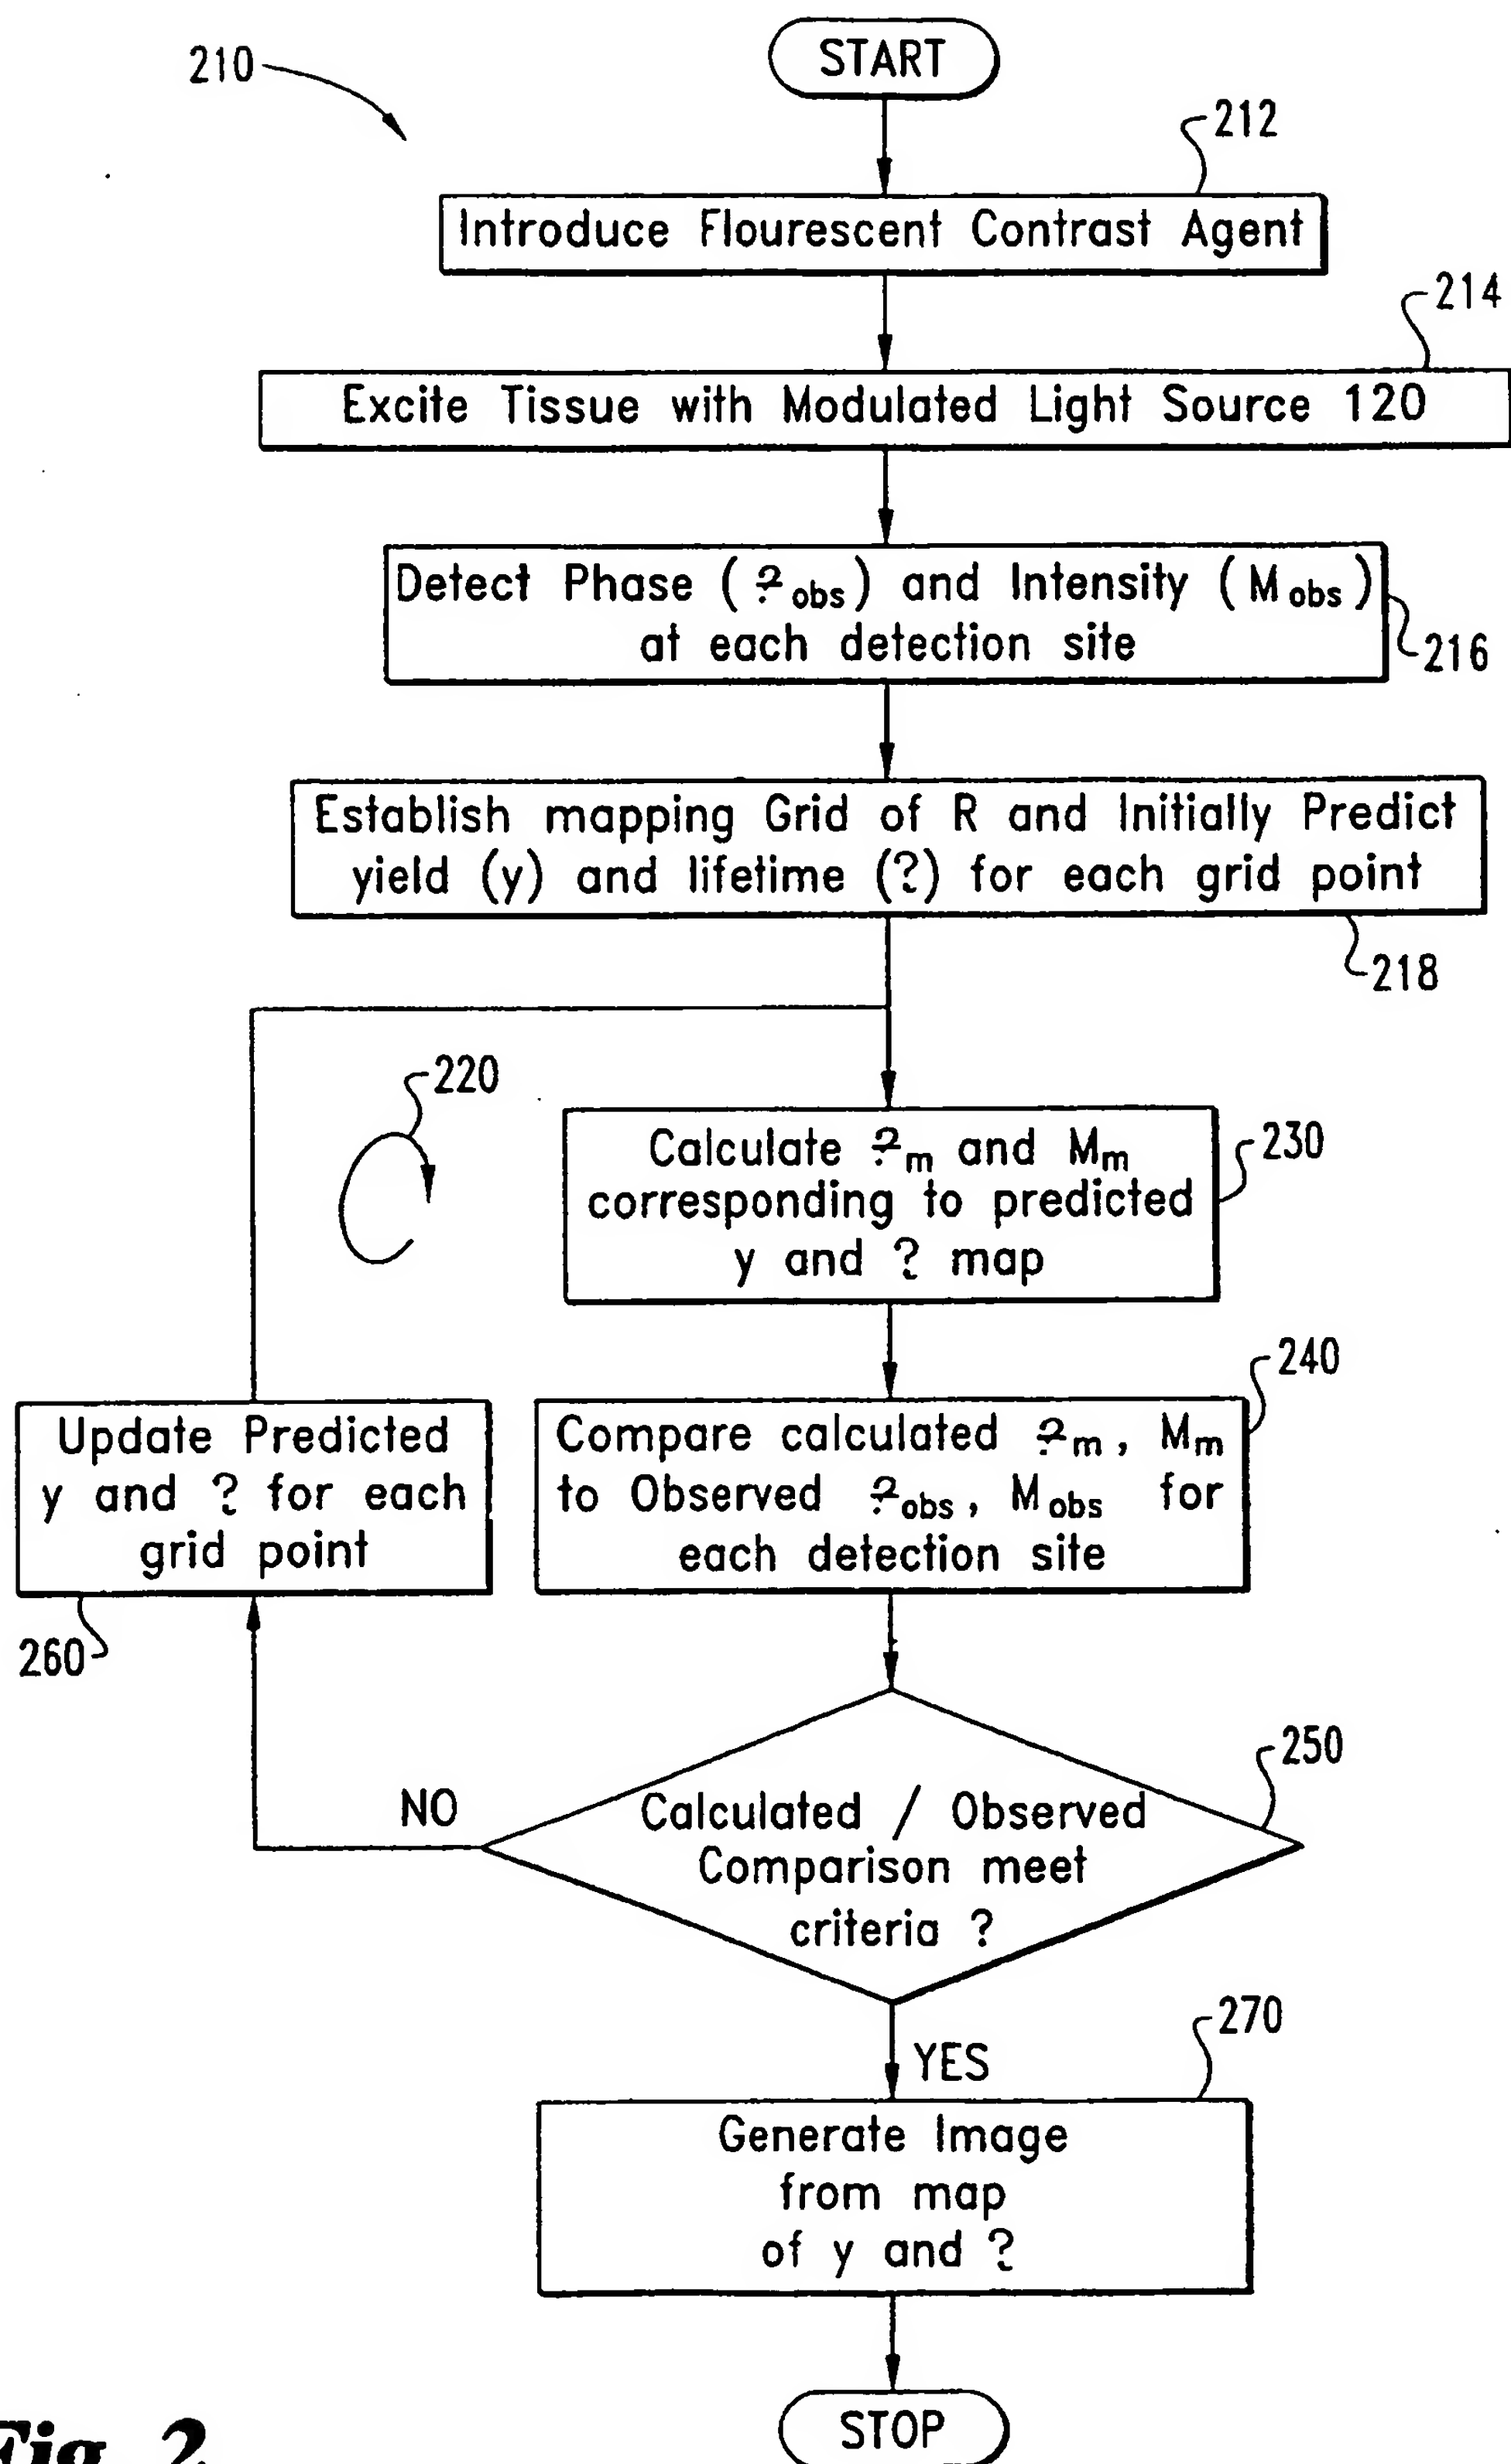 210
START
212
Introduce Flourescent Contrast Agent
214
Excite Tissue with Modulated Light Source 120
Detect Phase (?obs) and Intensity (Mobs)
at each detection site
216
Establish mapping Grid of R and Initially Predict
yield (y) and lifetime (?) for each grid point
218
220
Calculate ?m and Mm
corresponding to predicted
y and ? map
230
240
Compare calculated ?m, Mm
to Observed ?obs, Mobs for
each detection site
Update Predicted
y and ? for each
grid point
260
250
NO
Calculated / Observed
Comparison meet
criteria ?
YES
270
Generate Image
from map
of y and ?
STOP
Fig. 2